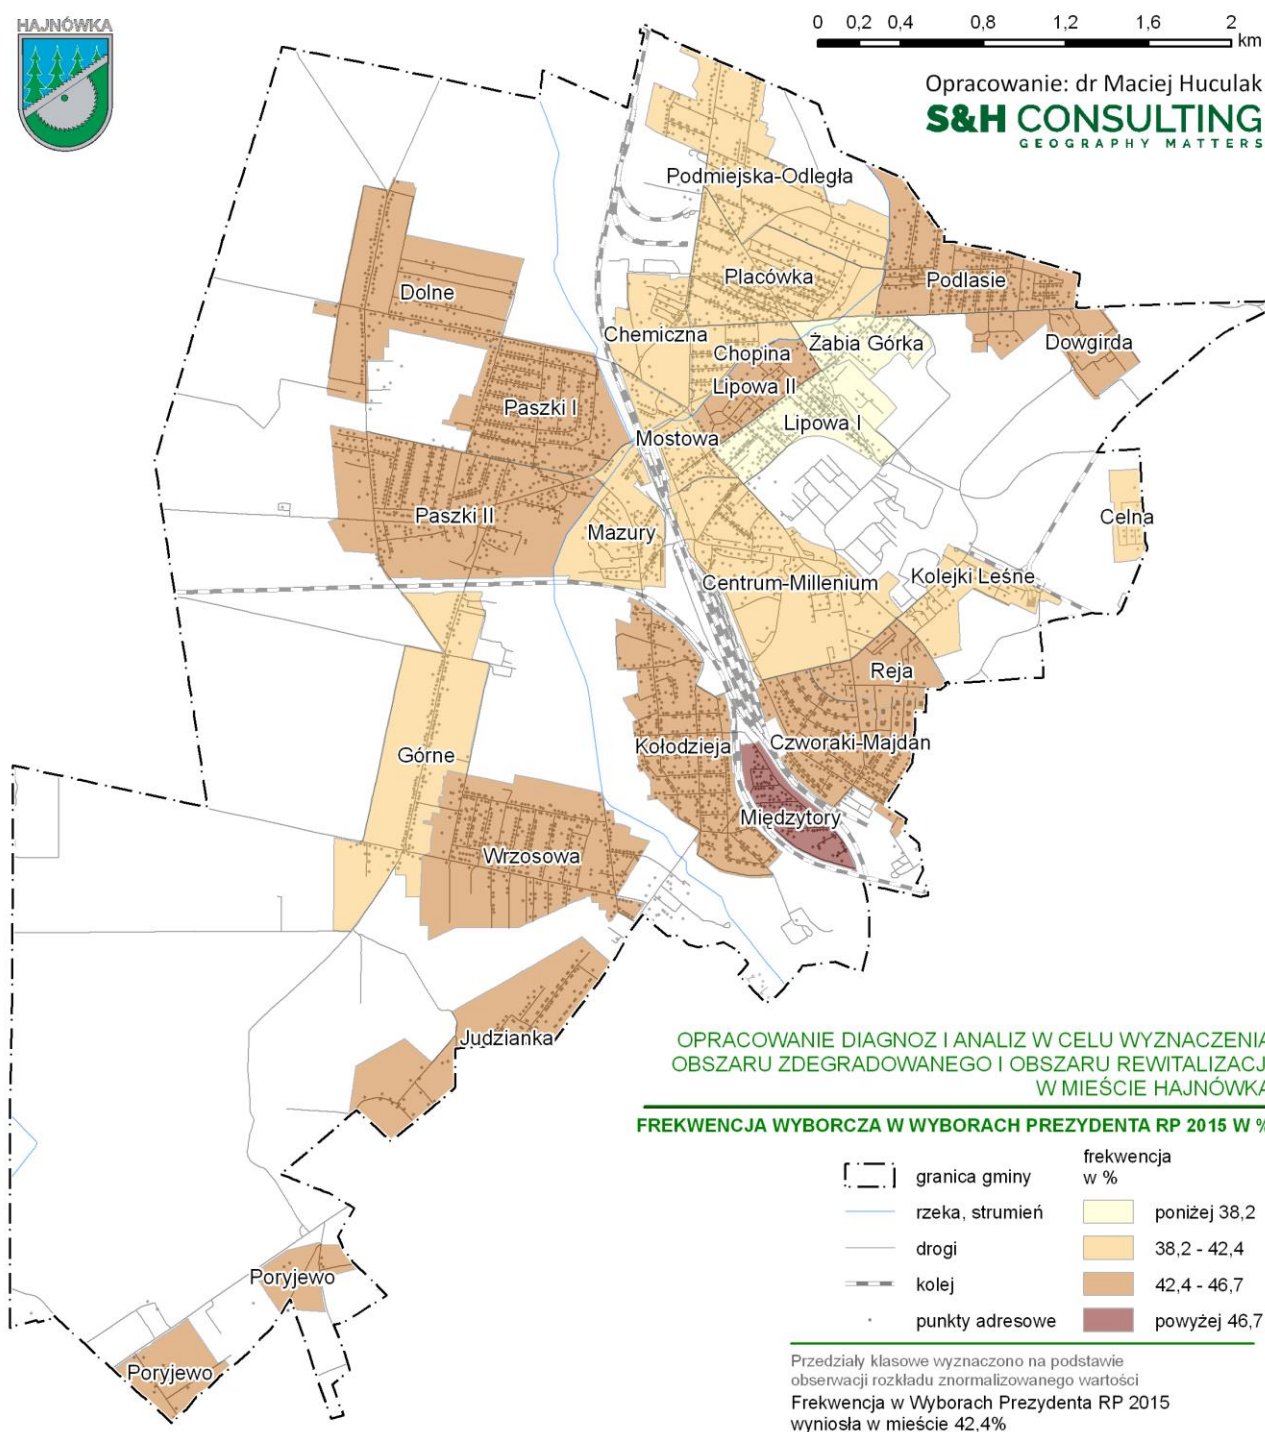 HAJNÓWKA
0 0,2 0,4 0,8 1,2 1,6 2
km
Opracowanie: dr Maciej Huculak
S&H CONSULTING
GEOGRAPHY MATTERS
Podmiejska-Odległa
Placówka
Podlasie
Dolne
Chemiczna
Chopina
Żabia Górka
Dowgirda
Lipowa II
Paszki I
Lipowa I
Mostowa
Paszki II
Mazury
Celna
Centrum-Millenium
Kolejki Leśne
Reja
Kołodzieja
Czworaki-Majdan
Górne
Międzytory
Wrzosowa
Judzianka
Poryjewo
Poryjewo
OPRACOWANIE DIAGNOZ I ANALIZ W CELU WYZNACZENIA
OBSZARU ZDEGRADOWANEGO I OBSZARU REWITALIZACJI
W MIEŚCIE HAJNÓWKA
FREKWENCJA WYBORCZA W WYBORACH PREZYDENTA RP 2015 W %
frekwencja
w %
granica gminy
rzeka, strumień
drogi
kolej
punkty adresowe
poniżej 38,2
38,2 - 42,4
42,4 - 46,7
powyżej 46,7
Przedziały klasowe wyznaczono na podstawie
obserwacji rozkładu znormalizowanego wartości
Frekwencja w Wyborach Prezydenta RP 2015
wyniosła w mieście 42,4%